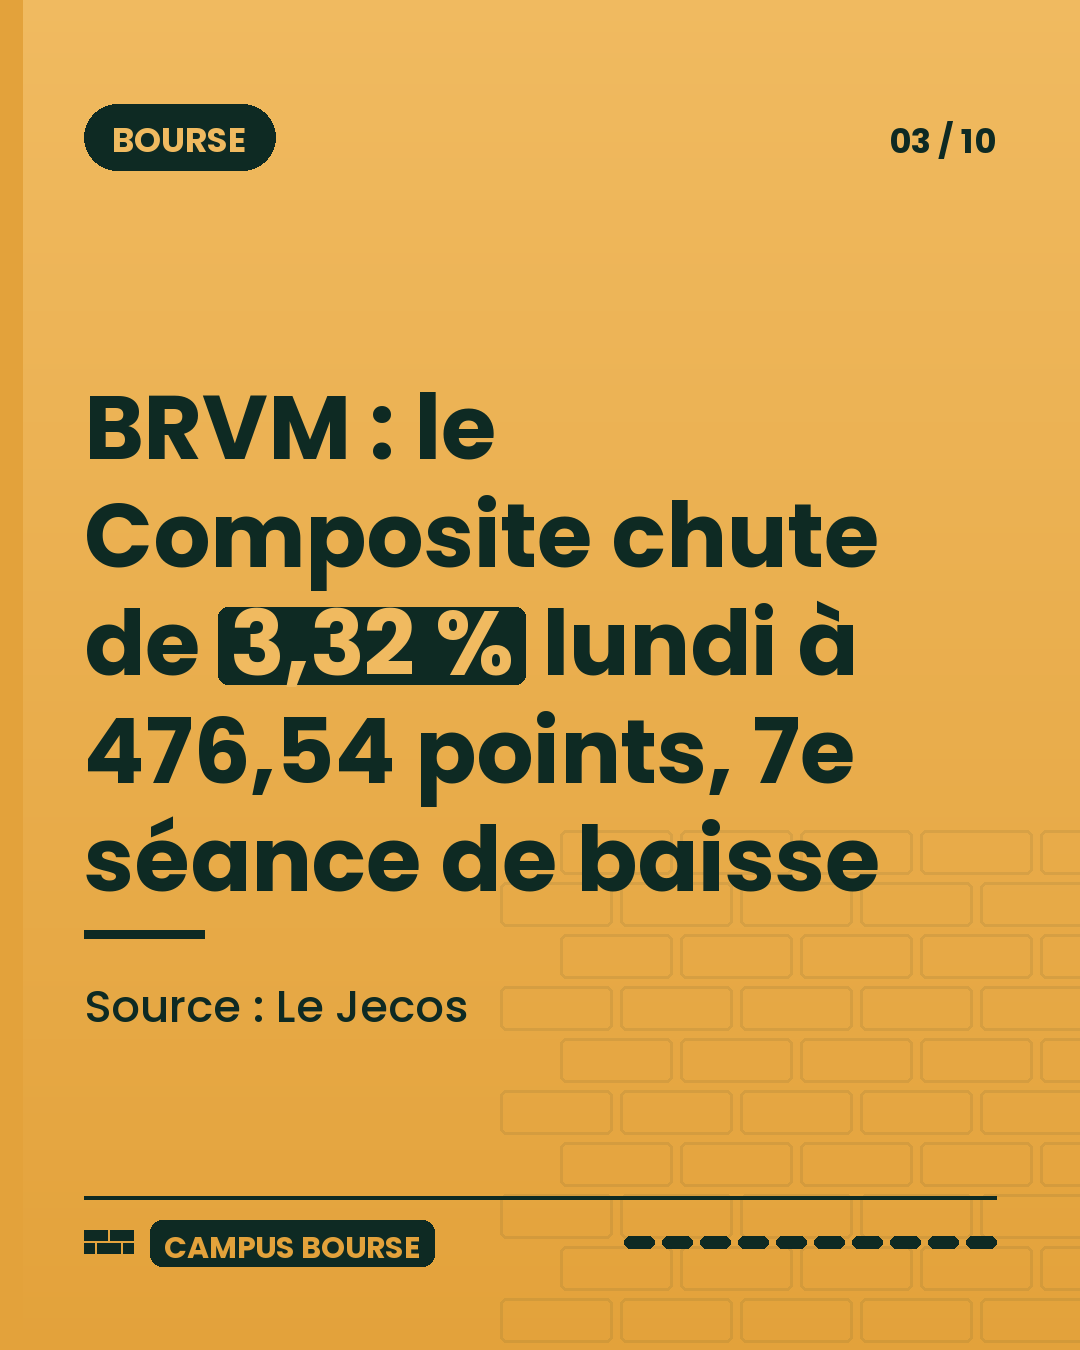 BOURSE
03 / 10
BRVM : le
Composite chute
de 3,32 % lundi à
476,54 points, 7e
séance de baisse
Source : Le Jecos
CAMPUS BOURSE